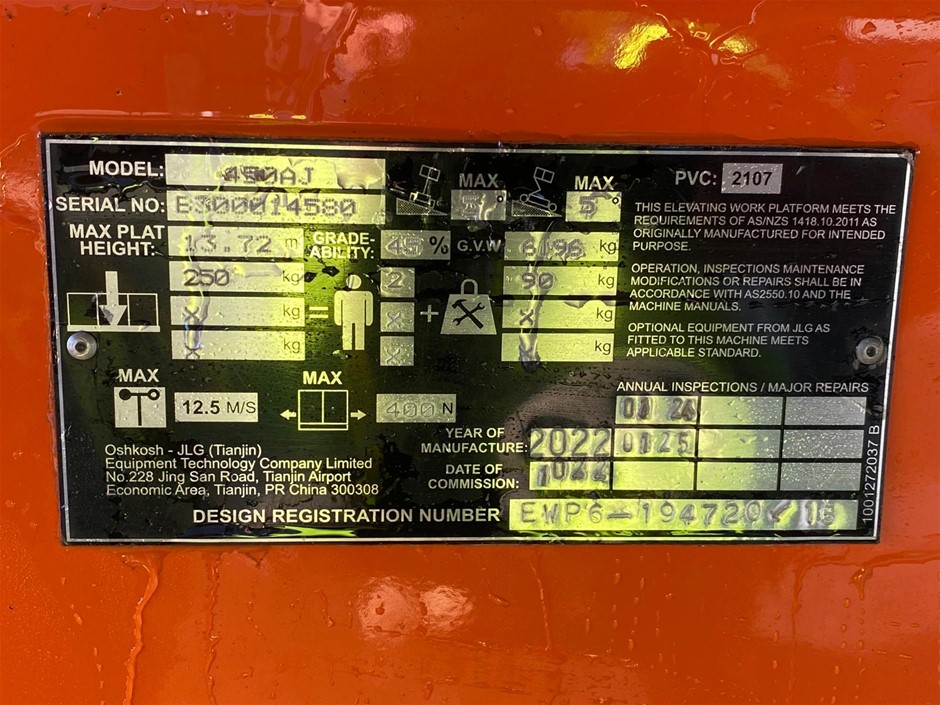 MODEL: 450AJ
SERIAL NO: E300014580
MAX 5°
MAX 5°
PVC: 2107
MAX PLAT HEIGHT: 13.72 m
GRADE-ABILITY: 45 %
G.V.W 6196 kg
250 kg = 2 + 90 kg
X kg X X kg
X kg X X kg
THIS ELEVATING WORK PLATFORM MEETS THE
REQUIREMENTS OF AS/NZS 1418.10.2011 AS
ORIGINALLY MANUFACTURED FOR INTENDED
PURPOSE.
OPERATION, INSPECTIONS MAINTENANCE
MODIFICATIONS OR REPAIRS SHALL BE IN
ACCORDANCE WITH AS2550.10 AND THE
MACHINE MANUALS.
OPTIONAL EQUIPMENT FROM JLG AS
FITTED TO THIS MACHINE MEETS
APPLICABLE STANDARD.
MAX 12.5 M/S
MAX 400 N
ANNUAL INSPECTIONS / MAJOR REPAIRS
01 24
0125
YEAR OF
MANUFACTURE: 2022
DATE OF
COMMISSION:
Oshkosh - JLG (Tianjin)
Equipment Technology Company Limited
No.228 Jing San Road, Tianjin Airport
Economic Area, Tianjin, PR China 300308
DESIGN REGISTRATION NUMBER EWP6-194720
1001272037 B